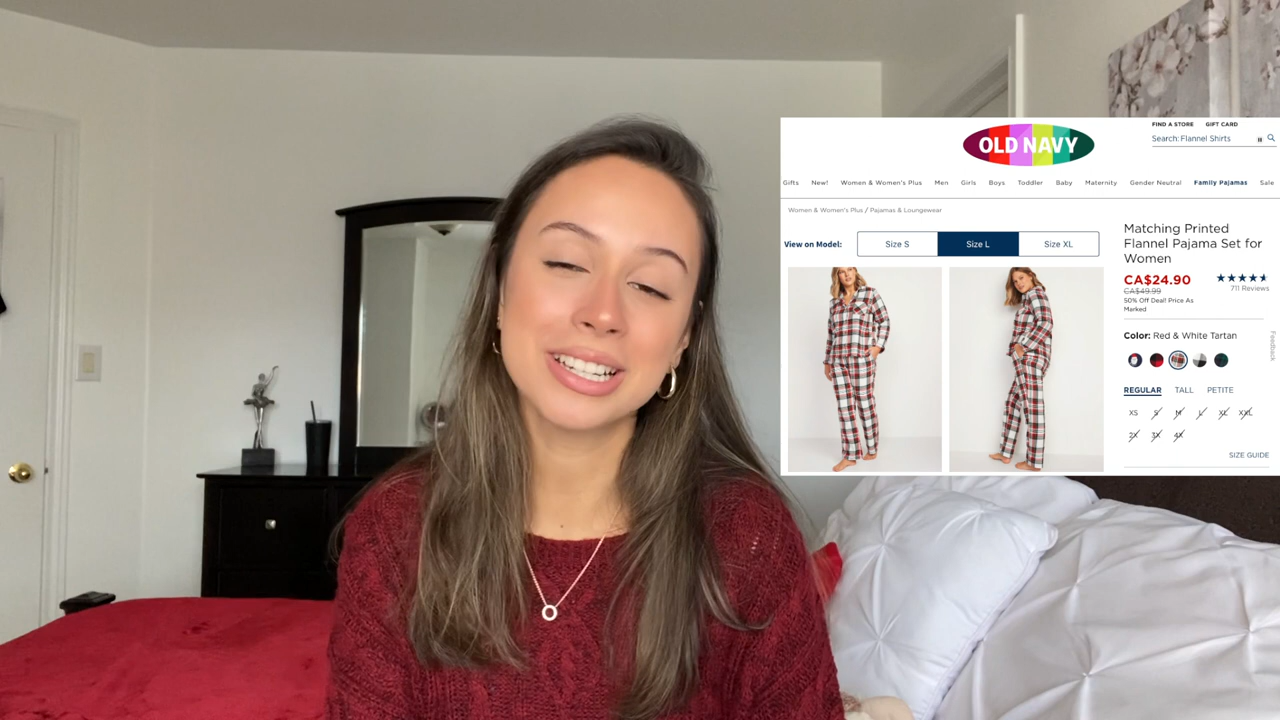 FIND A STORE GIFT CARD
OLD NAVY
Search: Flannel Shirts
Gifts New! Women & Women's Plus Men Girls Boys Toddler Baby Maternity Gender Neutral Family Pajamas Sale
Women & Women's Plus / Pajamas & Loungewear
View on Model: Size S Size L Size XL
Matching Printed
Flannel Pajama Set for
Women
CA$24.90
CA$49.99
711 Reviews
50% Off Deal! Price As
Marked
Color: Red & White Tartan
Feedback
REGULAR TALL PETITE
XS S M L XL XXL
2X 3X 4X
SIZE GUIDE